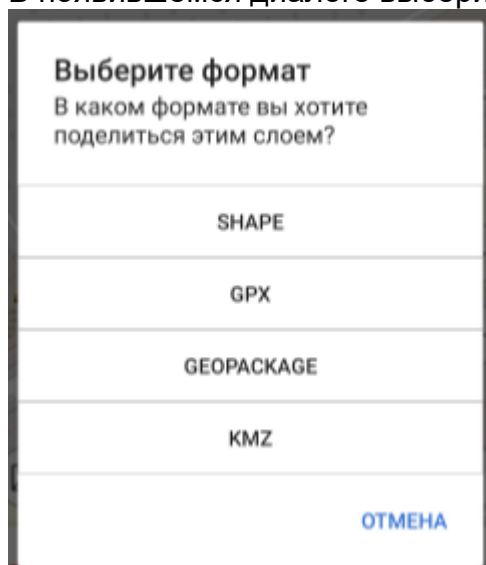 Выберите формат
В каком формате вы хотите
поделиться этим слоем?
SHAPE
GPX
GEOPACKAGE
KMZ
ОТМЕНА